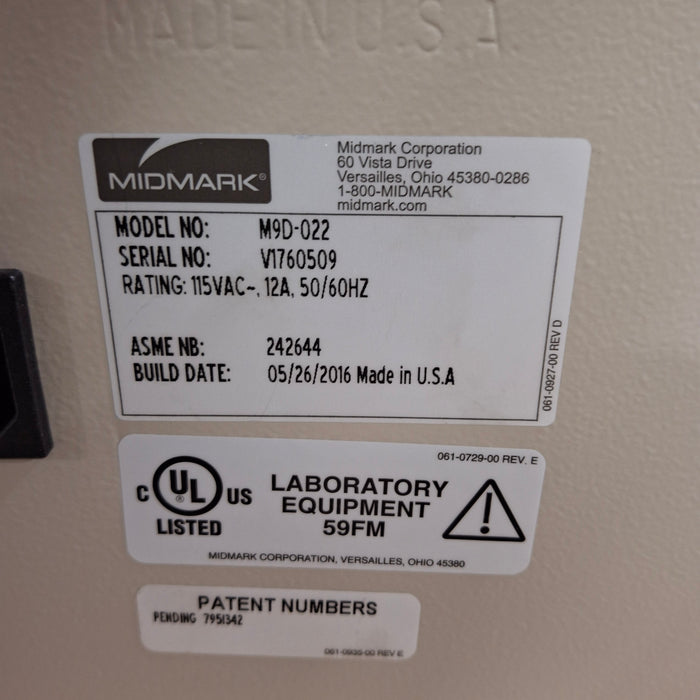 MADE IN U.S.A.
MIDMARK®
Midmark Corporation
60 Vista Drive
Versailles, Ohio 45380-0286
1-800-MIDMARK
midmark.com
MODEL NO: M9D-022
SERIAL NO: V1760509
RATING: 115VAC~, 12A, 50/60HZ
ASME NB: 242644
BUILD DATE: 05/26/2016 Made in U.S.A
061-0927-00 REV D
061-0729-00 REV. E
C UL® US
LISTED
LABORATORY
EQUIPMENT
59FM
MIDMARK CORPORATION, VERSAILLES, OHIO 45380
PATENT NUMBERS
PENDING 7951342
061-0935-00 REV E